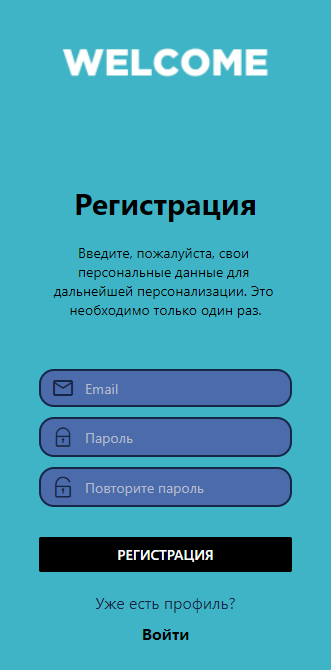 WELCOME
Регистрация
Введите, пожалуйста, свои
персональные данные для
дальнейшей персонализации. Это
необходимо только один раз.
Email
Пароль
Повторите пароль
РЕГИСТРАЦИЯ
Уже есть профиль?
Войти